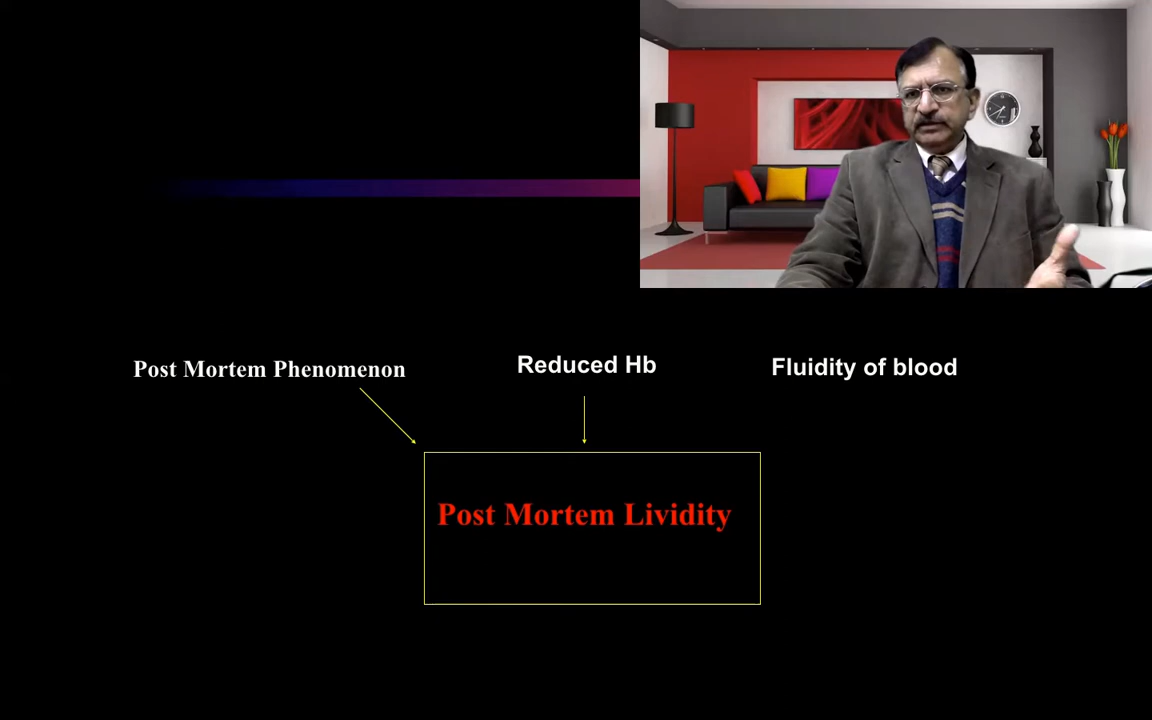 Post Mortem Phenomenon
Reduced Hb
Fluidity of blood
Post Mortem Lividity